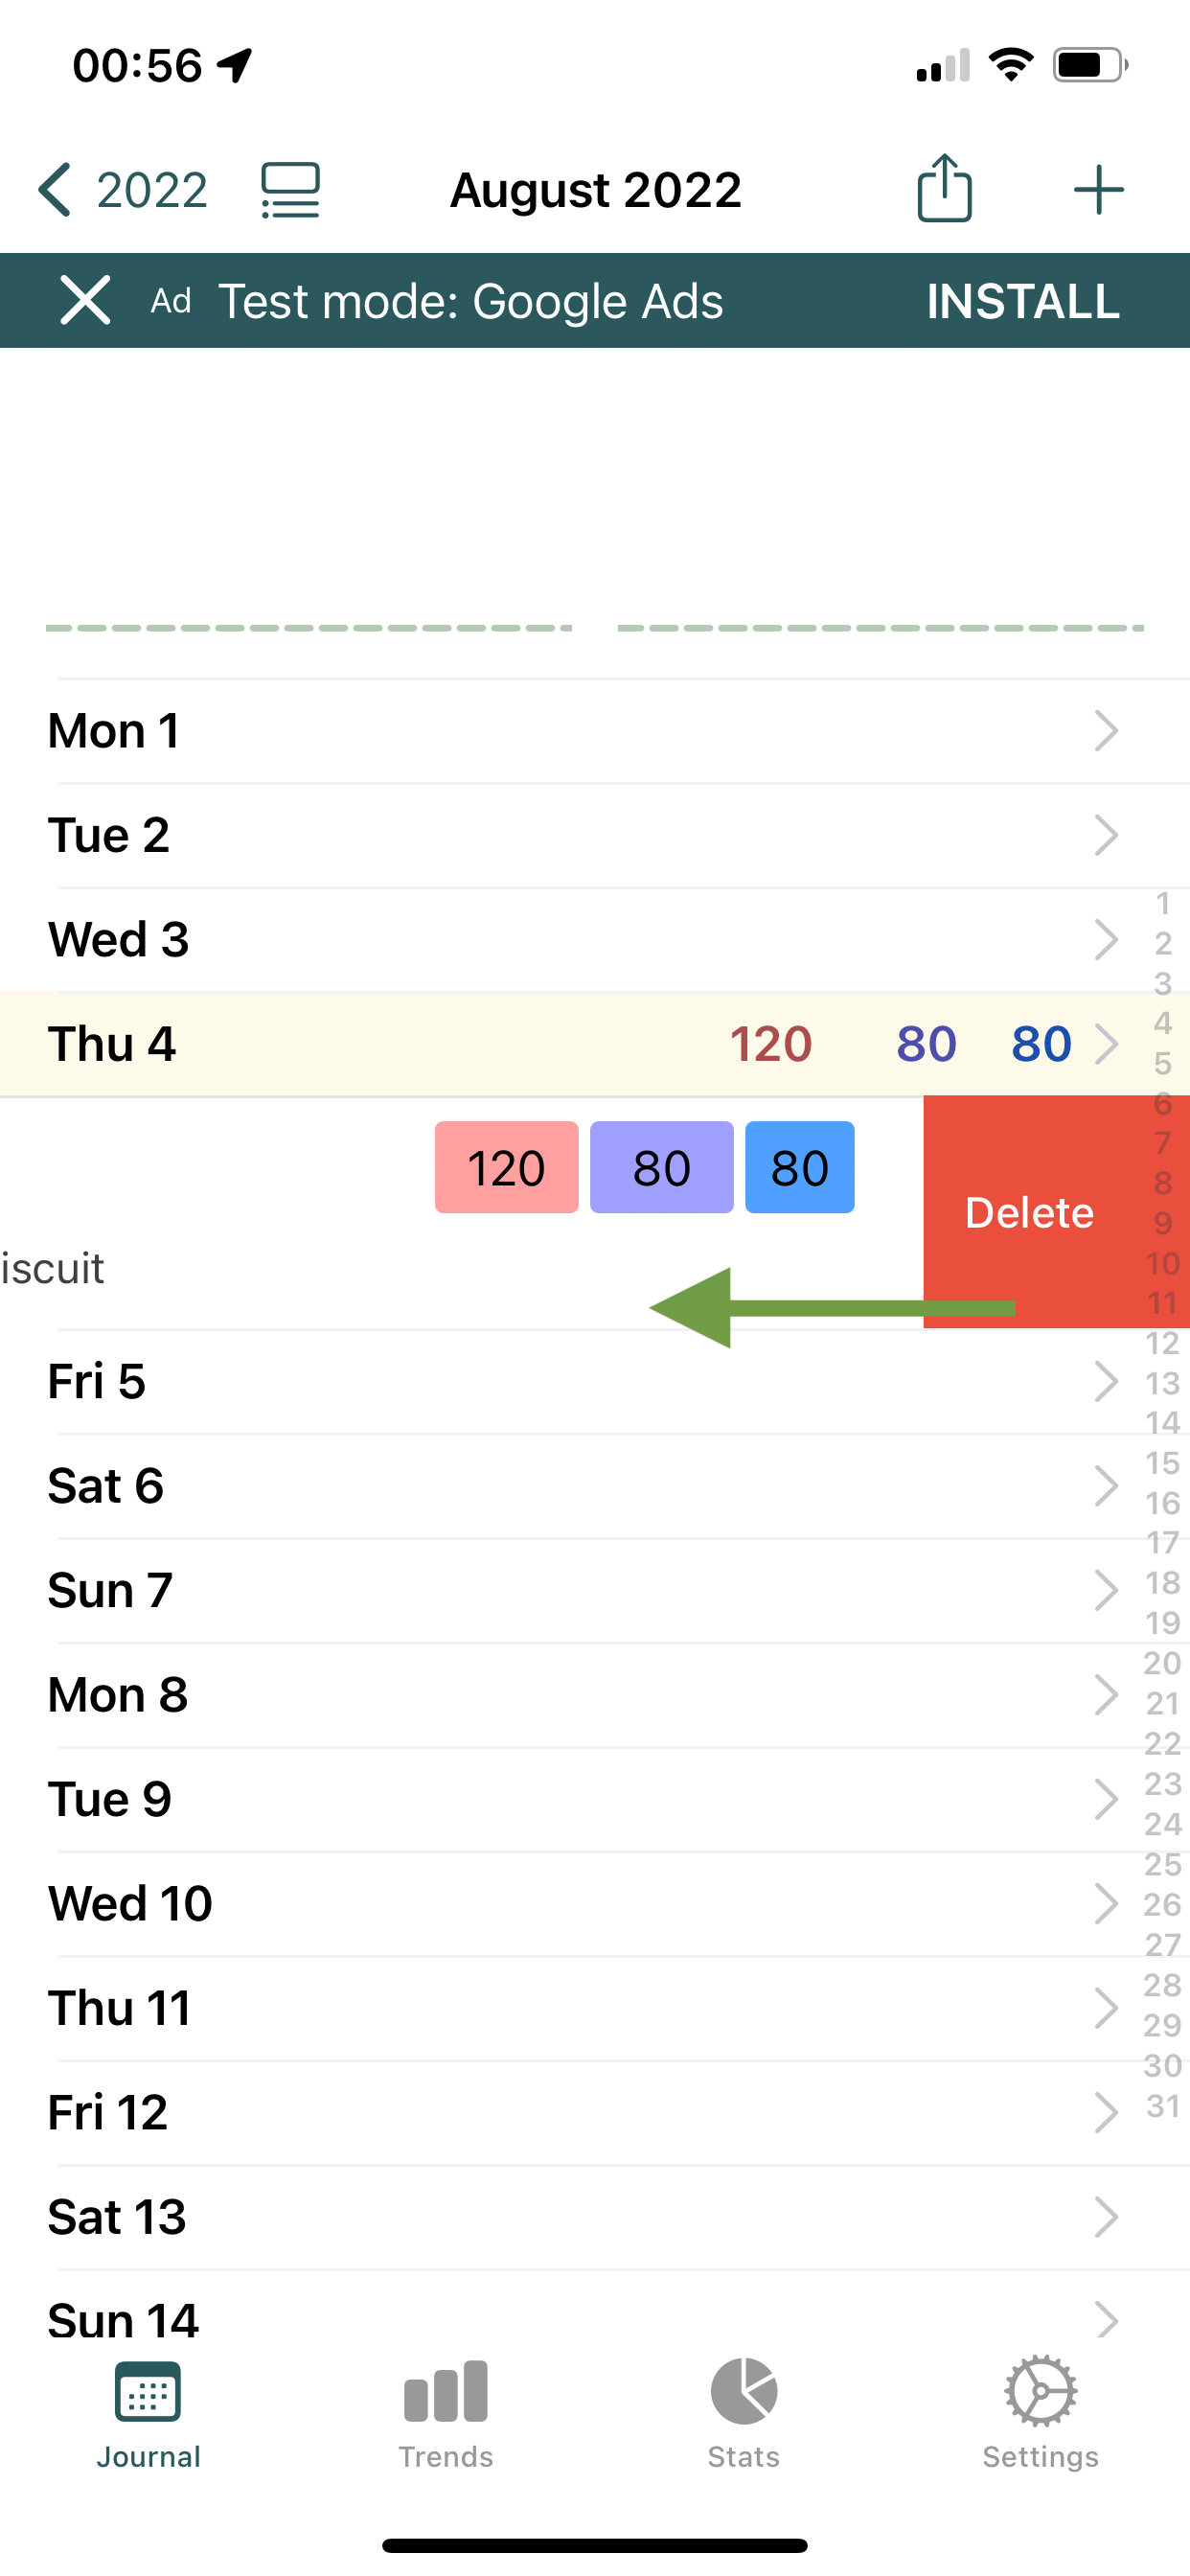 00:56
2022 August 2022
Ad Test mode: Google Ads INSTALL
Mon 1
Tue 2
Wed 3
Thu 4 120 80 80
120 80 80
Delete
iscuit
Fri 5
Sat 6
Sun 7
Mon 8
Tue 9
Wed 10
Thu 11
Fri 12
Sat 13
Sun 14
1
2
3
4
5
6
7
8
9
10
11
12
13
14
15
16
17
18
19
20
21
22
23
24
25
26
27
28
29
30
31
Journal Trends Stats Settings